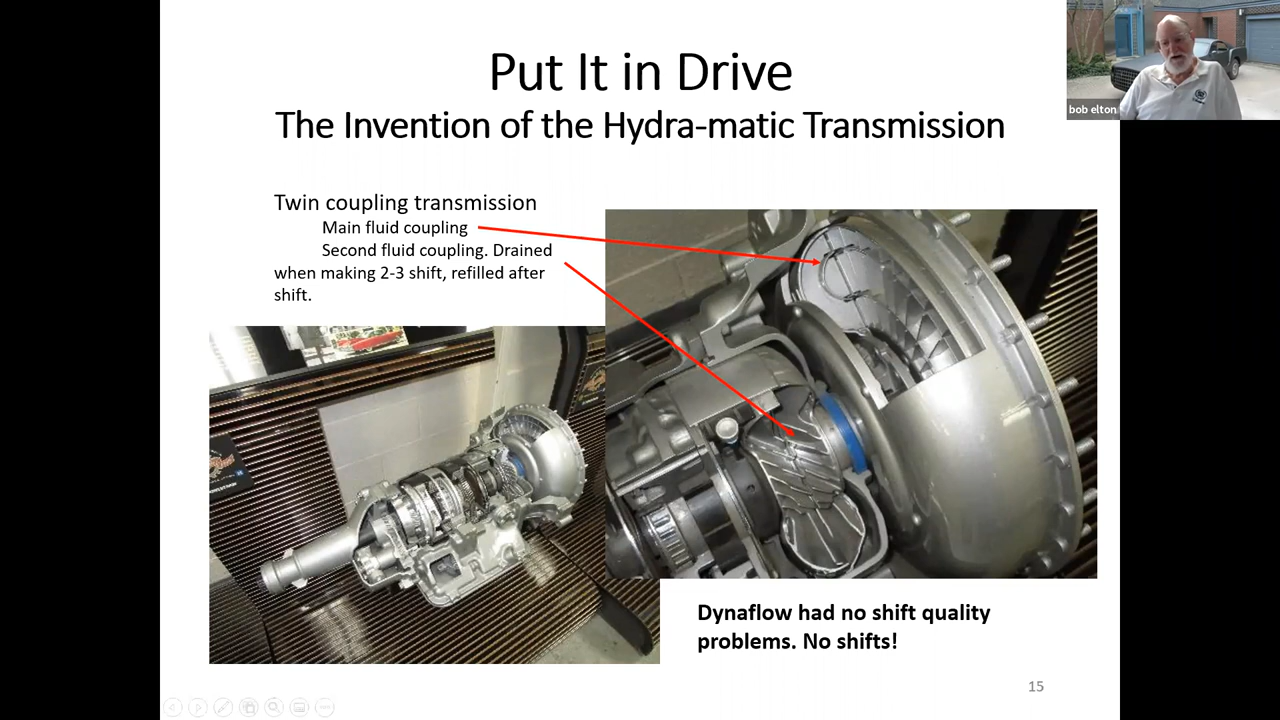 Put It in Drive
The Invention of the Hydra-matic Transmission
bob elton
Twin coupling transmission
Main fluid coupling
Second fluid coupling. Drained
when making 2-3 shift, refilled after
shift.
Dynaflow had no shift quality
problems. No shifts!
15